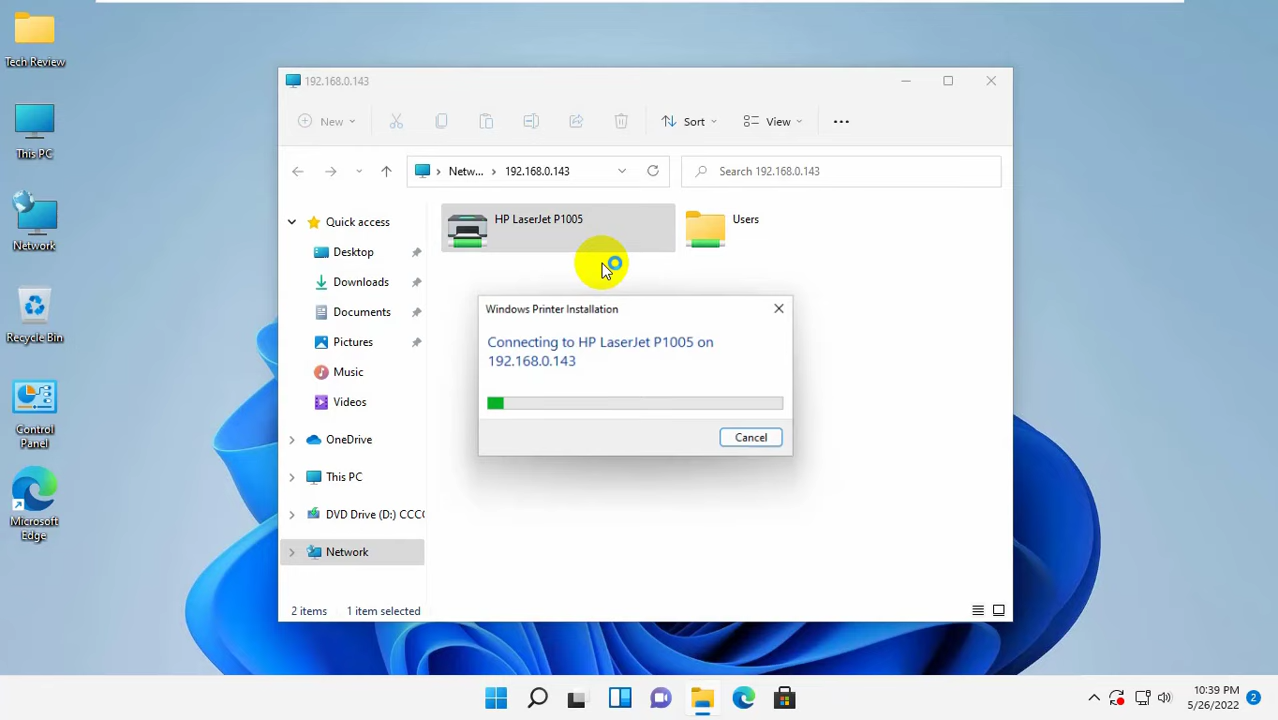 Tech Review
This PC
Network
Recycle Bin
Control
Panel
Microsoft
Edge
192.168.0.143
New
Sort
View
Netw...
192.168.0.143
Search 192.168.0.143
Quick access
Desktop
Downloads
Documents
Pictures
Music
Videos
OneDrive
This PC
DVD Drive (D:) CCC
Network
HP LaserJet P1005
Users
Windows Printer Installation
Connecting to HP LaserJet P1005 on
192.168.0.143
Cancel
2 items
1 item selected
10:39 PM
5/26/2022
2